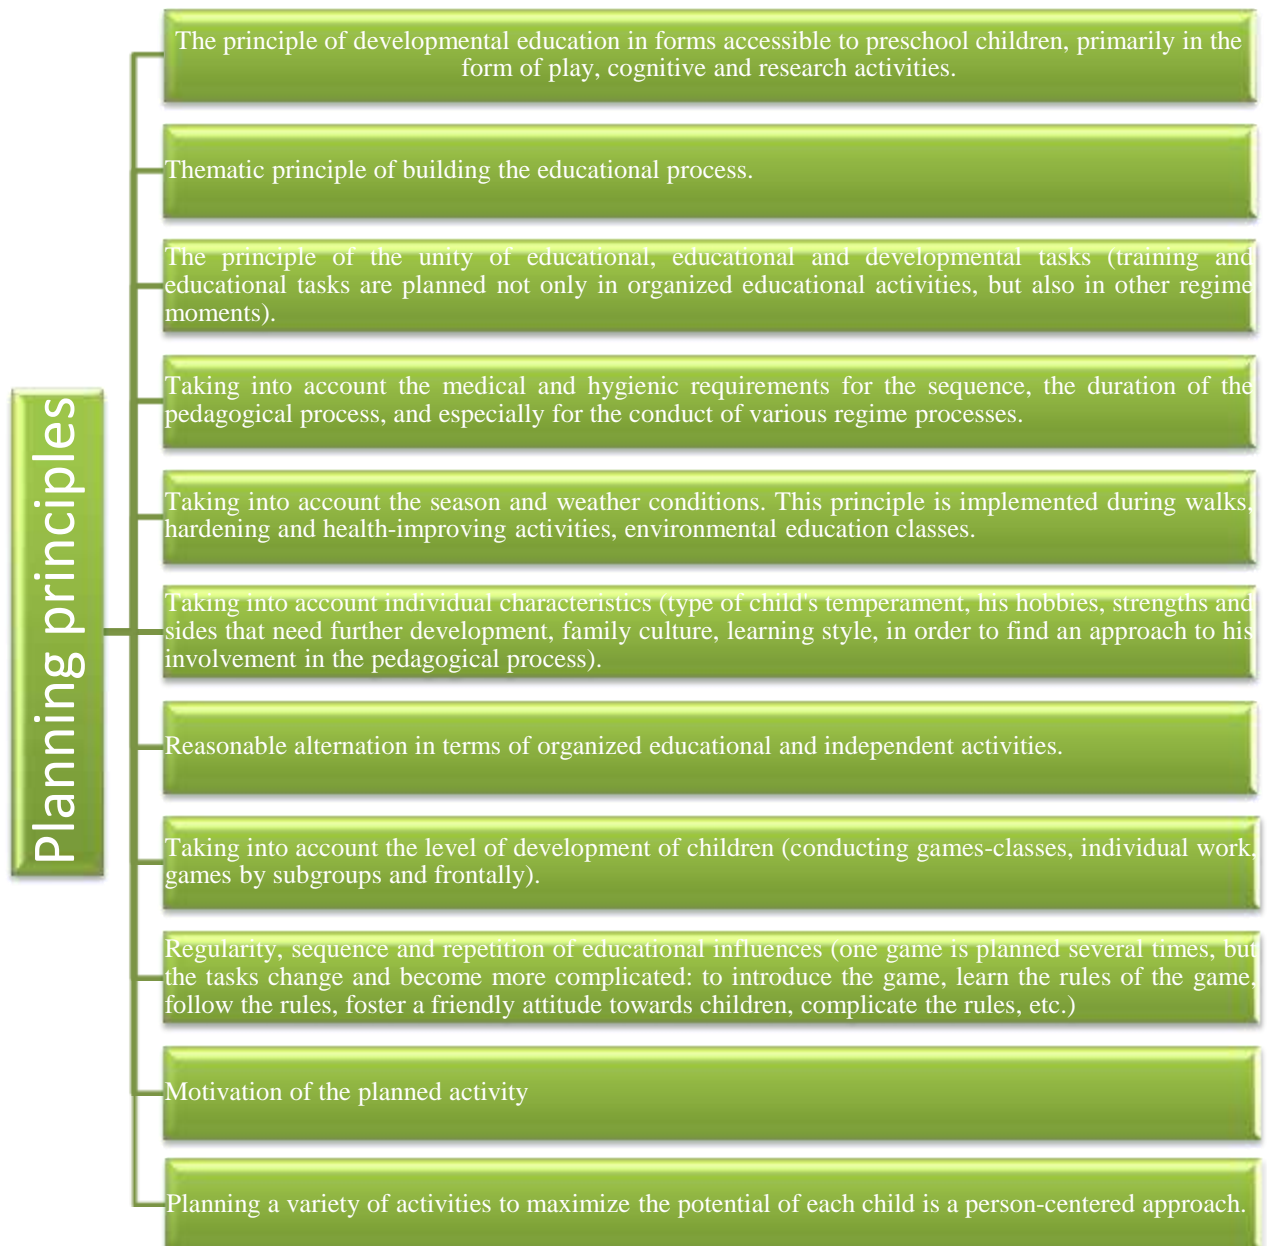 Planning principles
The principle of developmental education in forms accessible to preschool children, primarily in the
form of play, cognitive and research activities.
Thematic principle of building the educational process.
The principle of the unity of educational, educational and developmental tasks (training and
educational tasks are planned not only in organized educational activities, but also in other regime
moments).
Taking into account the medical and hygienic requirements for the sequence, the duration of the
pedagogical process, and especially for the conduct of various regime processes.
Taking into account the season and weather conditions. This principle is implemented during walks,
hardening and health-improving activities, environmental education classes.
Taking into account individual characteristics (type of child's temperament, his hobbies, strengths and
sides that need further development, family culture, learning style, in order to find an approach to his
involvement in the pedagogical process).
Reasonable alternation in terms of organized educational and independent activities.
Taking into account the level of development of children (conducting games-classes, individual work,
games by subgroups and frontally).
Regularity, sequence and repetition of educational influences (one game is planned several times, but
the tasks change and become more complicated: to introduce the game, learn the rules of the game,
follow the rules, foster a friendly attitude towards children, complicate the rules, etc.)
Motivation of the planned activity
Planning a variety of activities to maximize the potential of each child is a person-centered approach.